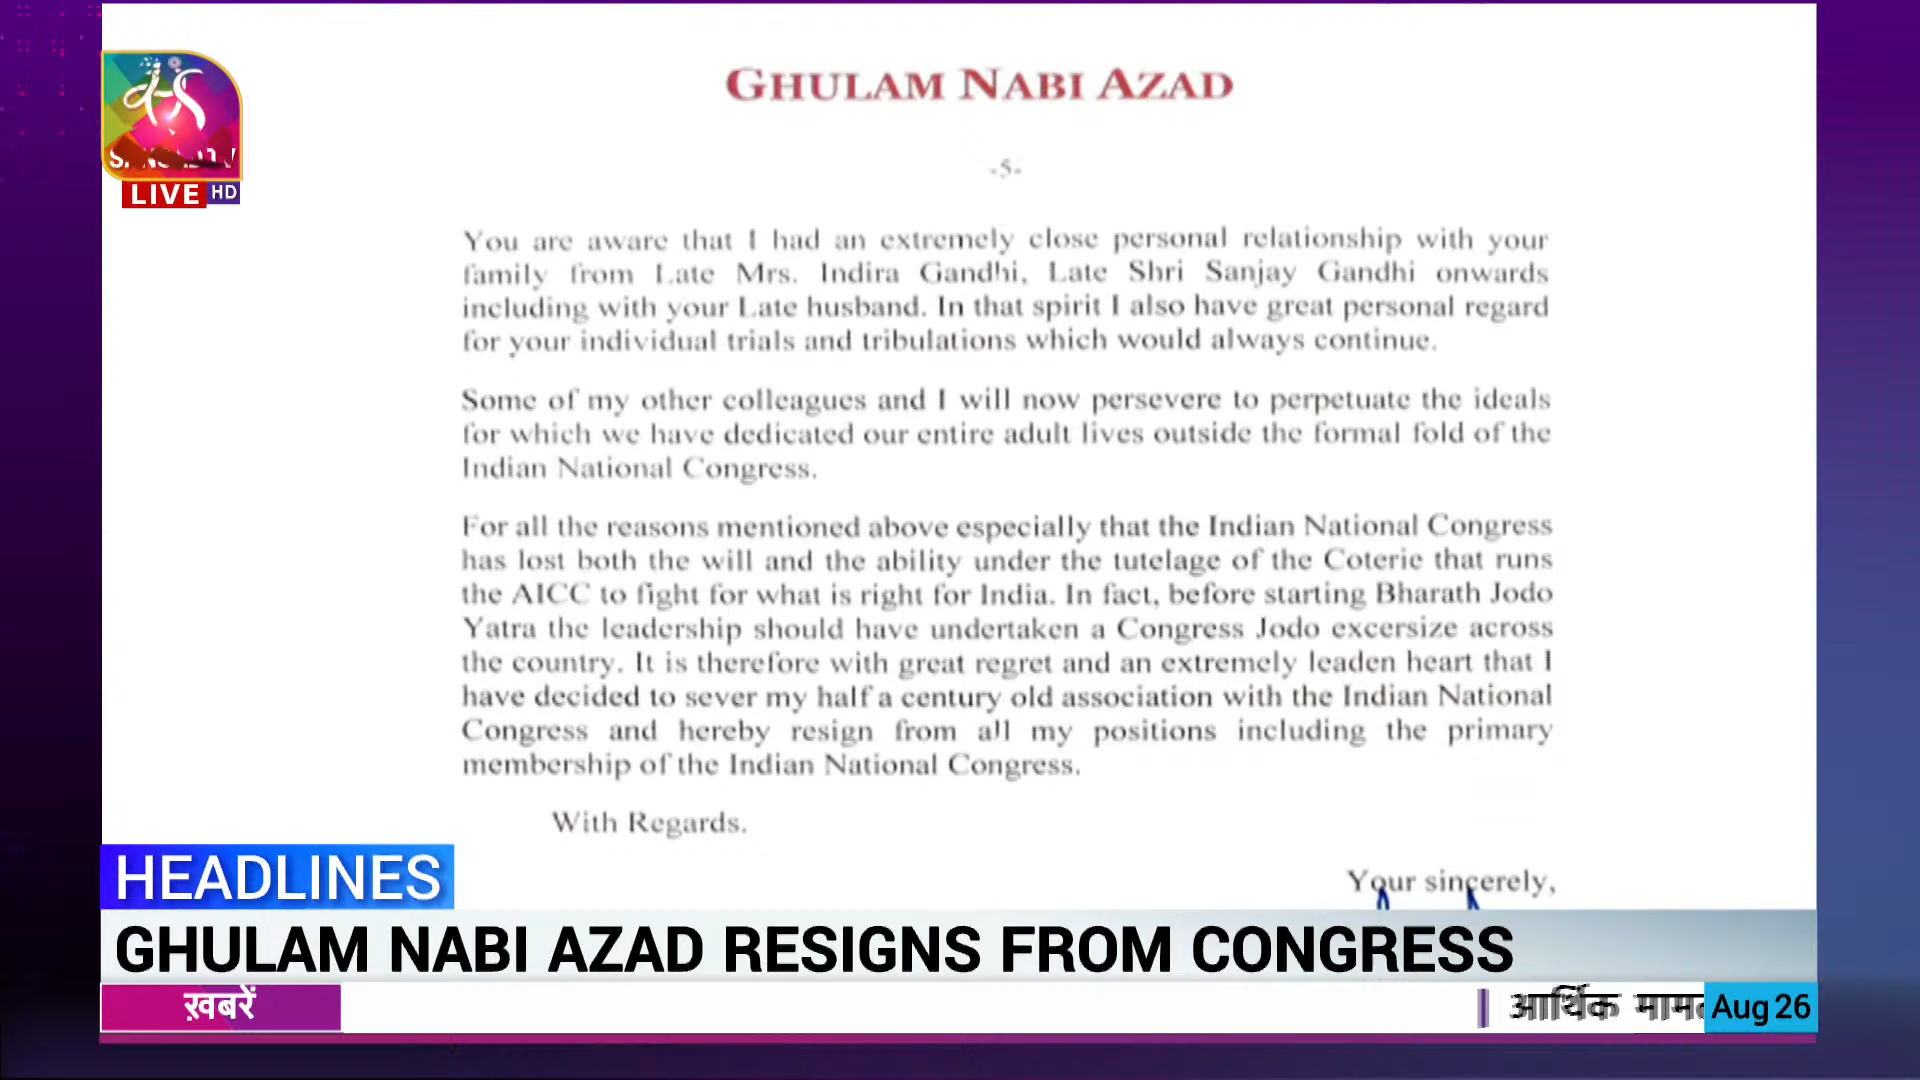 GHULAM NABI AZAD
-5-
You are aware that I had an extremely close personal relationship with your
family from Late Mrs. Indira Gandhi, Late Shri Sanjay Gandhi onwards
including with your Late husband. In that spirit I also have great personal regard
for your individual trials and tribulations which would always continue.
Some of my other colleagues and I will now persevere to perpetuate the ideals
for which we have dedicated our entire adult lives outside the formal fold of the
Indian National Congress.
For all the reasons mentioned above especially that the Indian National Congress
has lost both the will and the ability under the tutelage of the Coterie that runs
the AICC to fight for what is right for India. In fact, before starting Bharath Jodo
Yatra the leadership should have undertaken a Congress Jodo excersize across
the country. It is therefore with great regret and an extremely leaden heart that I
have decided to sever my half a century old association with the Indian National
Congress and hereby resign from all my positions including the primary
membership of the Indian National Congress.
With Regards.
Your sincerely,
LIVE HD
HEADLINES
GHULAM NABI AZAD RESIGNS FROM CONGRESS
ख़बरें
आर्थिक
Aug 26